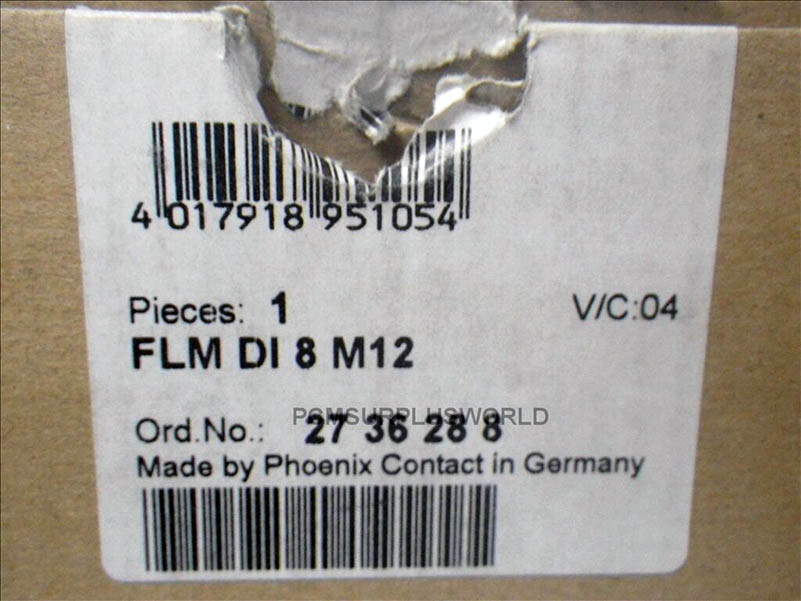 4 017918 951054
Pieces: 1 V/C:04
FLM DI 8 M12
PGMSURPLUSWORLD
Ord.No.: 27 36 28 8
Made by Phoenix Contact in Germany